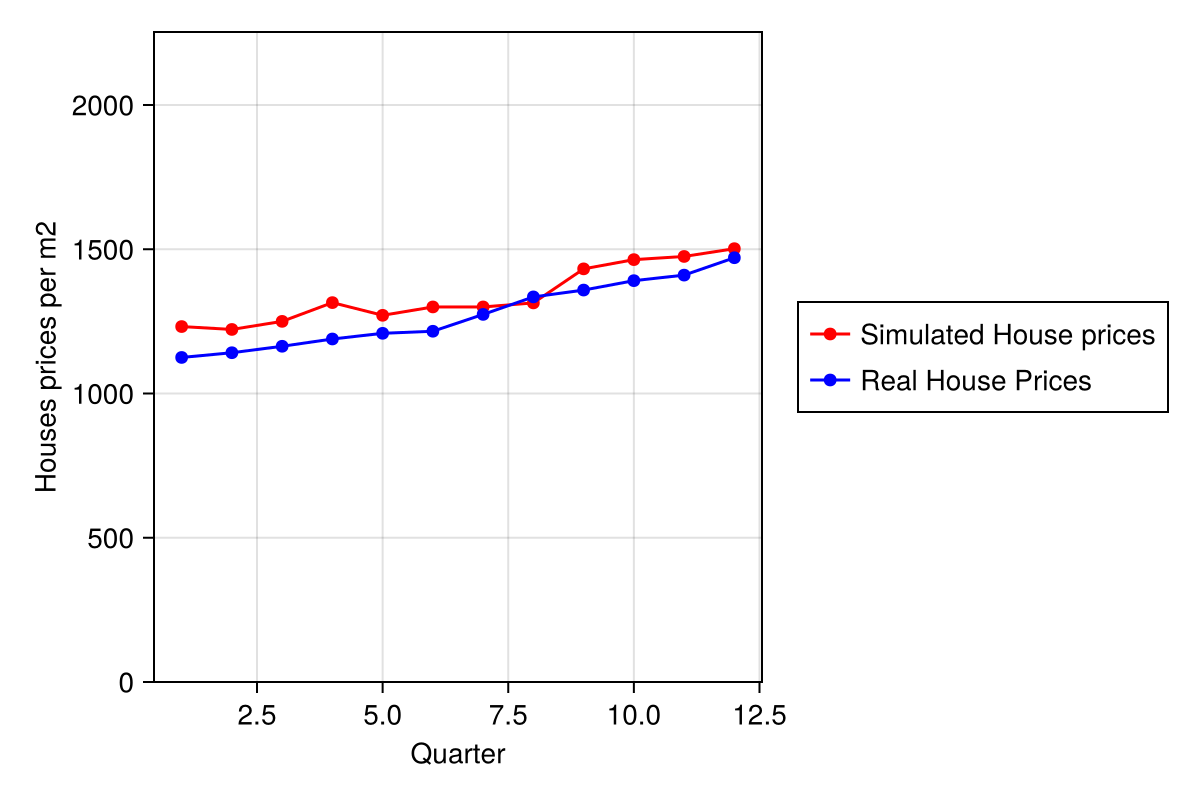 Houses prices per m2
2000
1500
1000
500
0
2.5 5.0 7.5 10.0 12.5
Quarter
Simulated House prices
Real House Prices